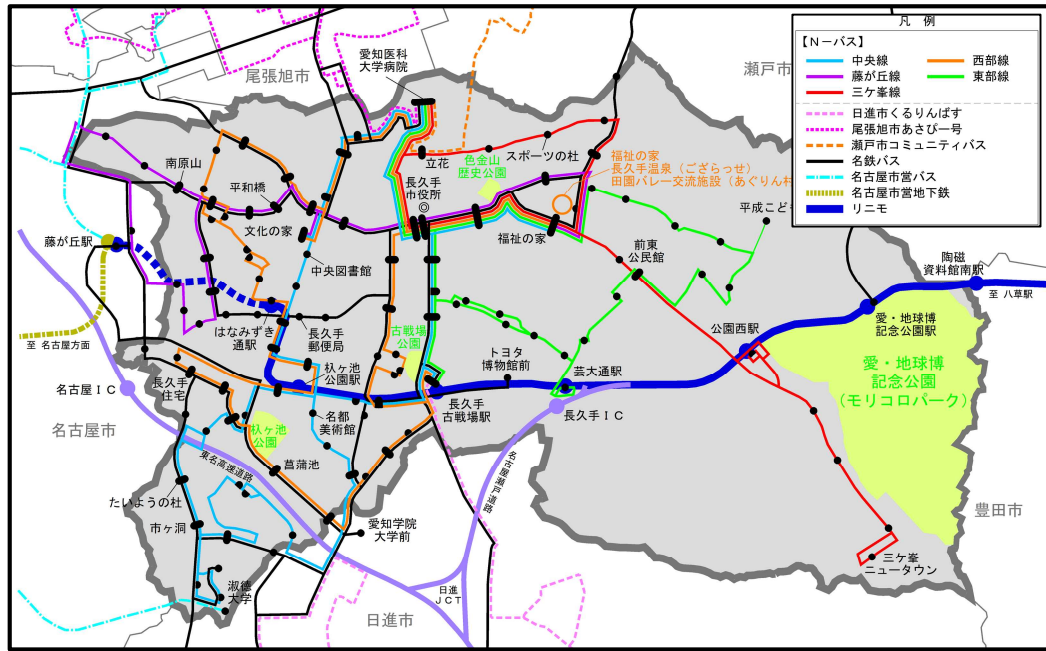 凡 例
【N－バス】
中央線
西部線
藤が丘線
東部線
三ケ峯線
日進市くるりんばす
尾張旭市あさぴー号
瀬戸市コミュニティバス
名鉄バス
名古屋市営バス
名古屋市営地下鉄
リニモ
尾張旭市
愛知医科
大学病院
瀬戸市
南原山
平和橋
立花
色金山
歴史公園
スポーツの杜
福祉の家
長久手温泉（ござらっせ）
田園バレー交流施設（あぐりん村
長久手
市役所
平成こども
藤が丘駅
文化の家
福祉の家
中央図書館
前東
公民館
陶磁
資料館南駅
至 八草駅
はなみずき
通駅
長久手
郵便局
古戦場
公園
トヨタ
博物館前
公園西駅
愛・地球博
記念公園駅
至 名古屋方面
杁ヶ池
公園駅
芸大通駅
愛・地球博
記念公園
（モリコロパーク）
名古屋ＩＣ
長久手
住宅
長久手
古戦場駅
長久手ＩＣ
名古屋市
杁ヶ池
公園
名都
美術館
東名高速道路
菖蒲池
名古屋瀬戸道路
たいようの杜
市ヶ洞
愛知学院
大学前
豊田市
淑徳
大学
日進
ＪＣＴ
三ケ峯
ニュータウン
日進市